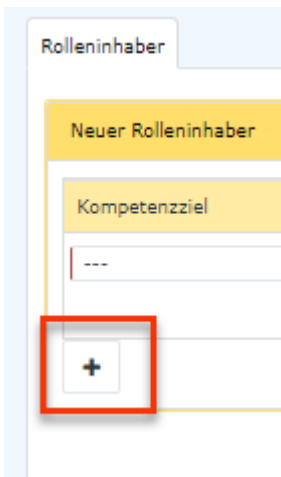 Rolleninhaber
Neuer Rolleninhaber
Kompetenzziel
---
+